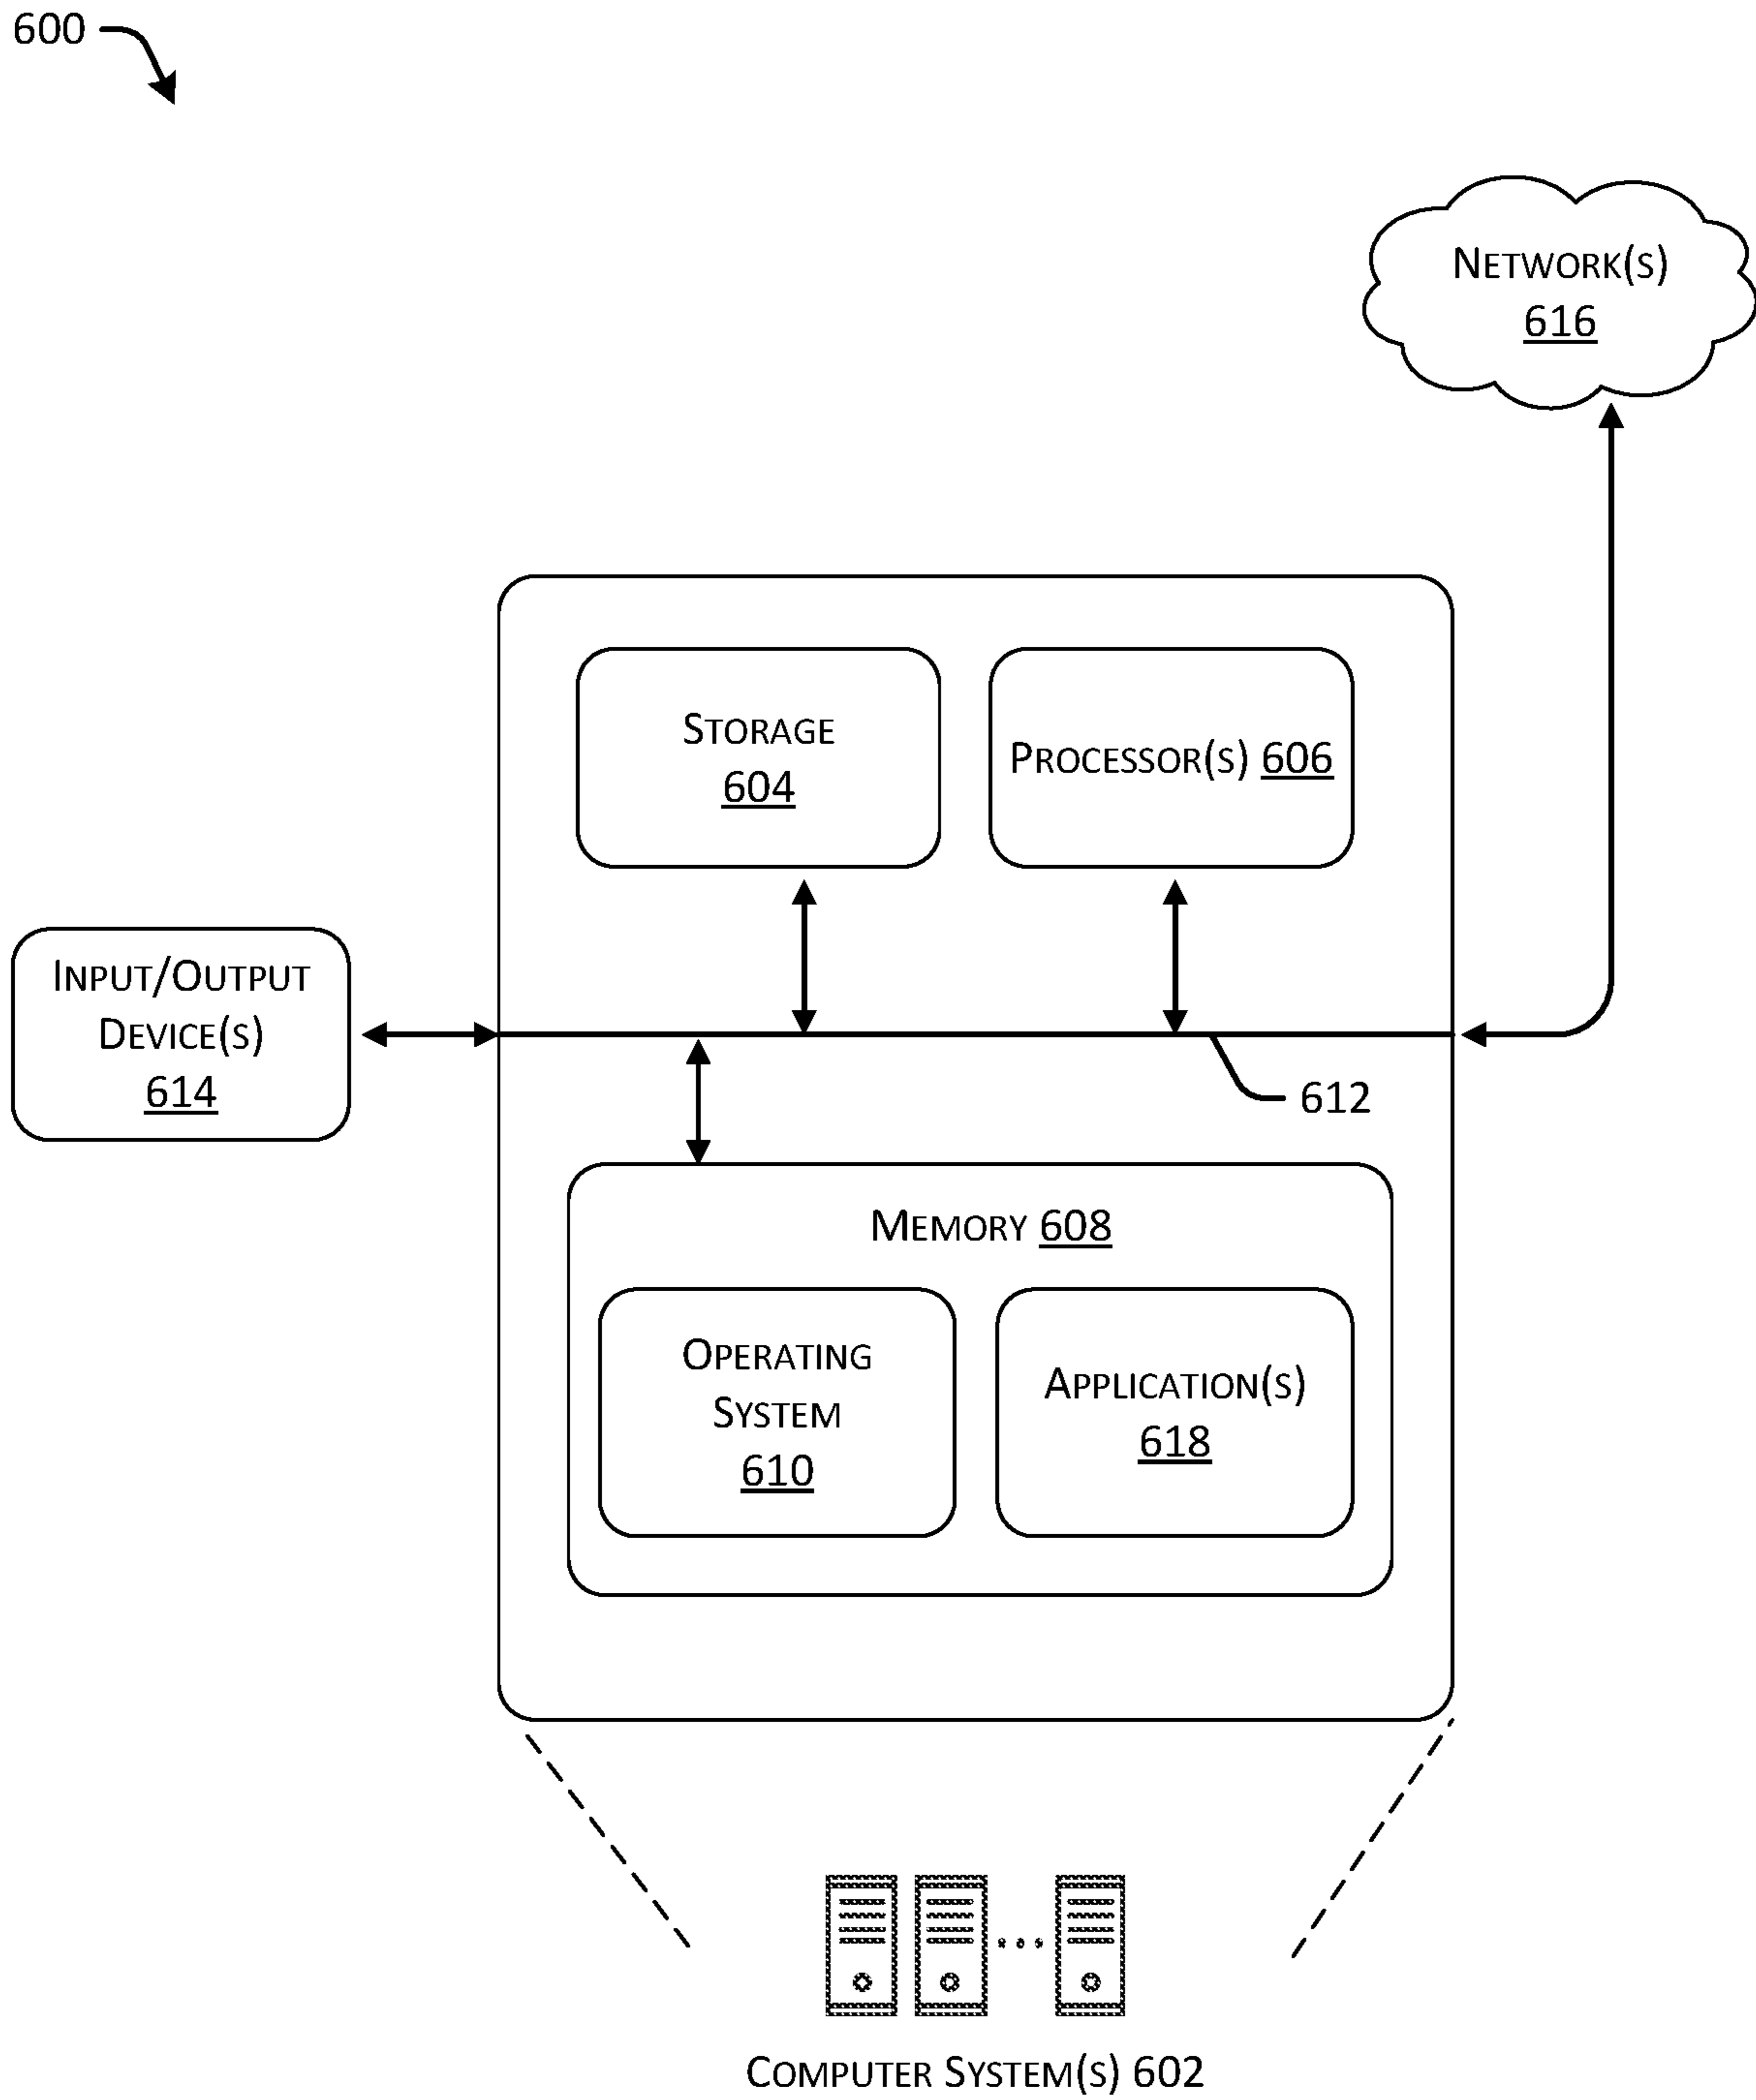 600
NETWORK(S)
616
STORAGE
604
PROCESSOR(S) 606
INPUT/OUTPUT
DEVICE(S)
614
612
MEMORY 608
OPERATING
SYSTEM
610
APPLICATION(S)
618
COMPUTER SYSTEM(S) 602